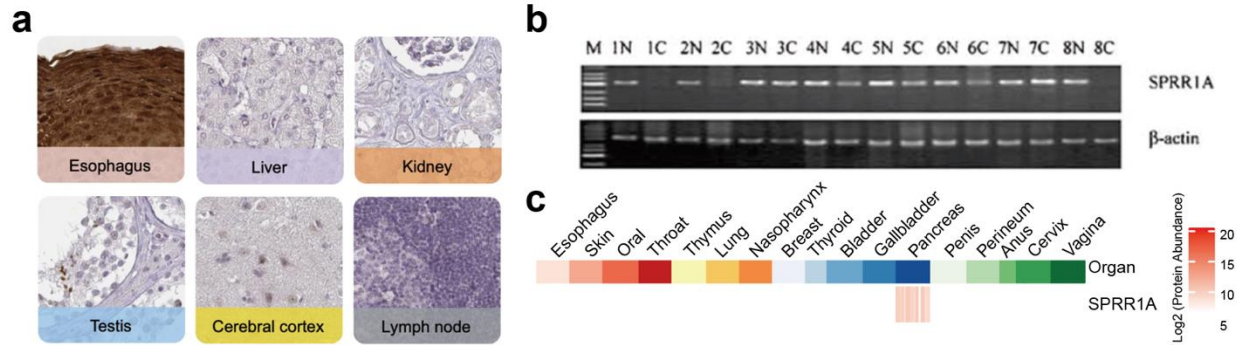 a
Esophagus
Liver
Kidney
Testis
Cerebral cortex
Lymph node
b
M 1N 1C 2N 2C 3N 3C 4N 4C 5N 5C 6N 6C 7N 7C 8N 8C
SPRR1A
β-actin
c
Esophagus Skin Oral Throat Thymus Lung Nasopharynx Breast Thyroid Bladder Gallbladder Pancreas Penis Perineum Anus Cervix Vagina
Organ
SPRR1A
Log2 (Protein Abundance)
20
15
10
5